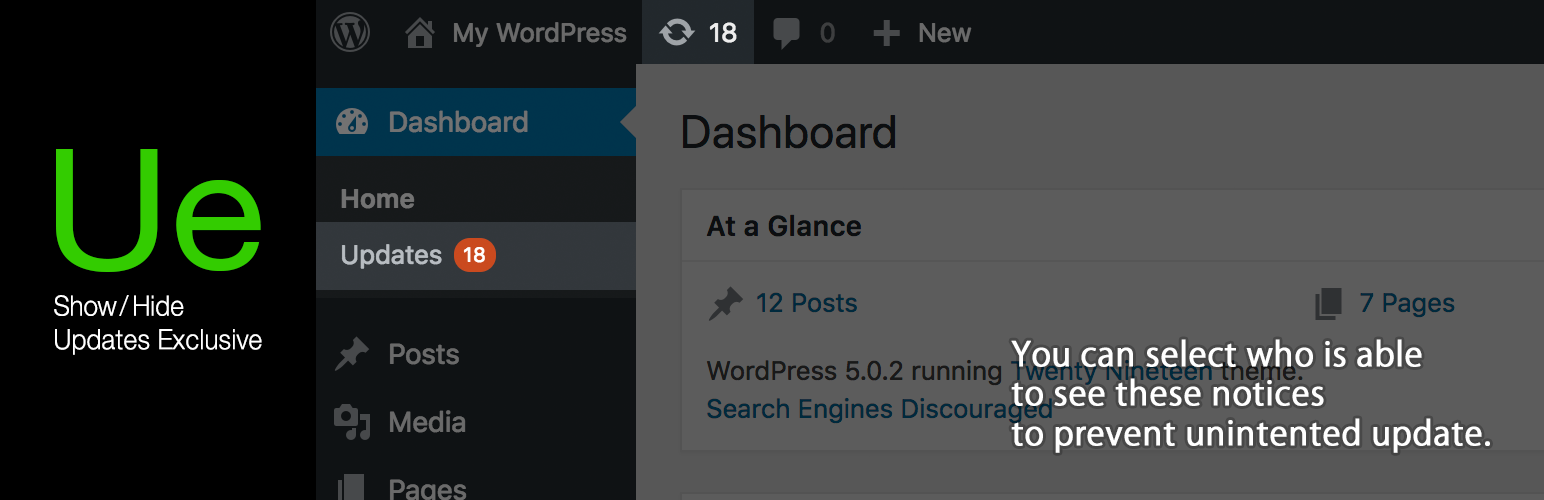 Ue
Show/Hide
Updates Exclusive
My WordPress 18 0 New
Dashboard
Home
Updates 18
Posts
Media
Pages
Dashboard
At a Glance
12 Posts 7 Pages
WordPress 5.0.2 running Twenty Nineteen theme.
Search Engines Discouraged
You can select who is able
to see these notices
to prevent unintented update.